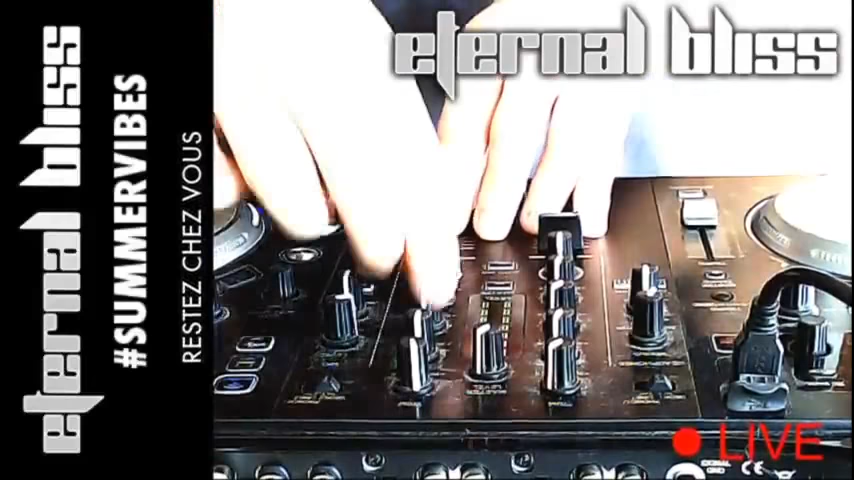 eternal bliss
#SUMMERVIBES
RESTEZ CHEZ VOUS
eternal bliss
LIVE